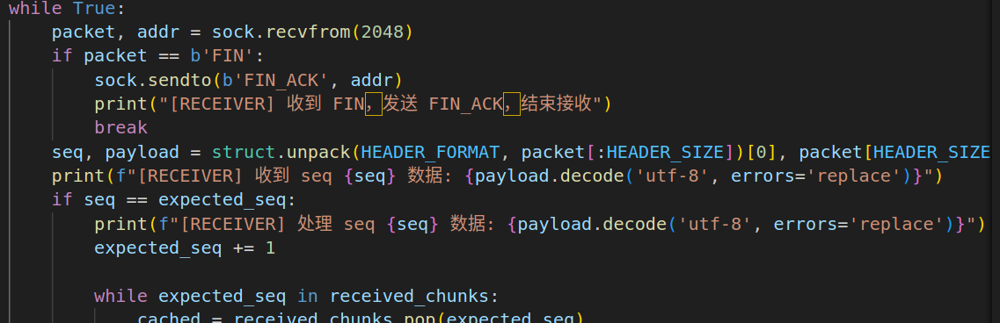 while True:
    packet, addr = sock.recvfrom(2048)
    if packet == b'FIN':
        sock.sendto(b'FIN_ACK', addr)
        print("[RECEIVER] 收到 FIN，发送 FIN_ACK，结束接收")
        break
    seq, payload = struct.unpack(HEADER_FORMAT, packet[:HEADER_SIZE])[0], packet[HEADER_SIZE
    print(f"[RECEIVER] 收到 seq {seq} 数据: {payload.decode('utf-8', errors='replace')}")
    if seq == expected_seq:
        print(f"[RECEIVER] 处理 seq {seq} 数据: {payload.decode('utf-8', errors='replace')}")
        expected_seq += 1
        while expected_seq in received_chunks:
            cached = received_chunks.pop(expected_seq)